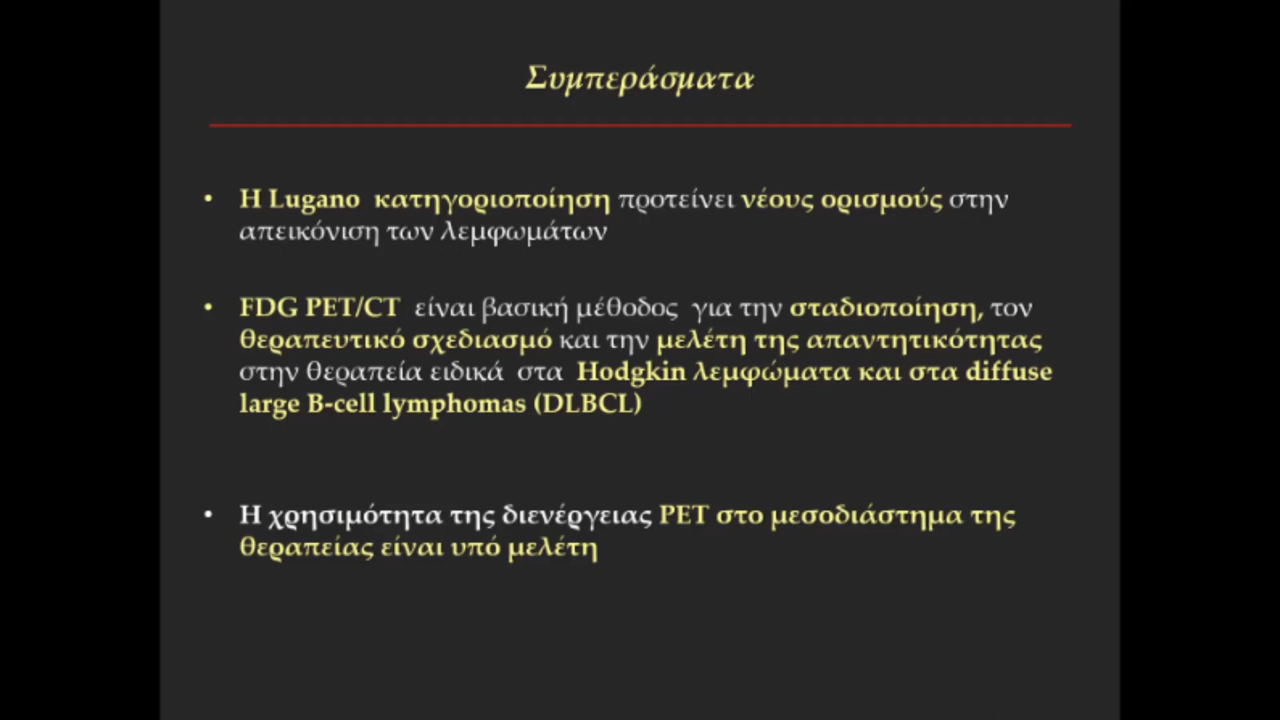 Συμπεράσματα
• Η Lugano κατηγοριοποίηση προτείνει νέους ορισμούς στην
απεικόνιση των λεμφωμάτων
• FDG PET/CT είναι βασική μέθοδος για την σταδιοποίηση, τον
θεραπευτικό σχεδιασμό και την μελέτη της απαντητικότητας
στην θεραπεία ειδικά στα Hodgkin λεμφώματα και στα diffuse
large B-cell lymphomas (DLBCL)
• Η χρησιμότητα της διενέργειας PET στο μεσοδιάστημα της
θεραπείας είναι υπό μελέτη